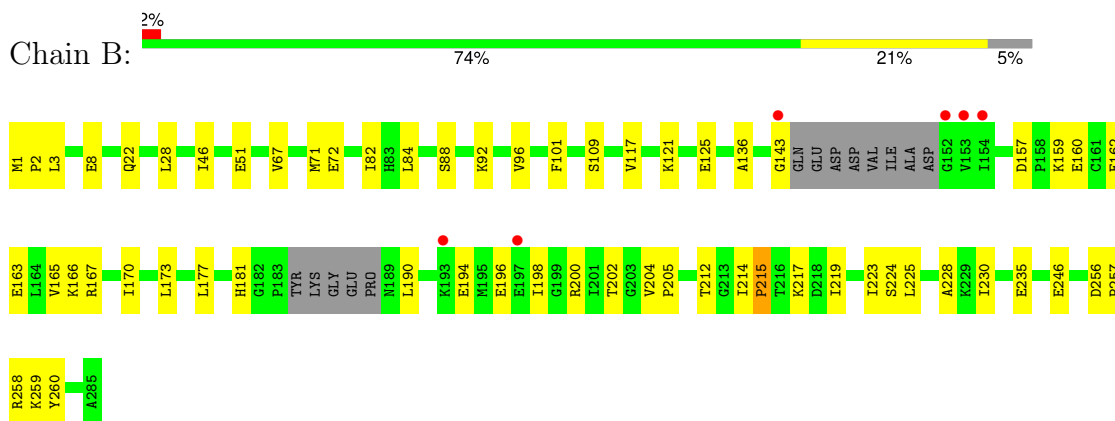 2%
Chain B:
74% 21% 5%
M1 P2 L3 E8 Q22 L28 I46 E51 V67 M71 E72 I82 H83 L84 S88 K92 V96 F101 S109 V117 K121 E125 A136 G143 GLN GLU ASP ASP VAL ILE ALA ASP G152 V153 I154 D157 P158 K159 E160 C161
E163 L164 V165 K166 R167 I170 L173 L177 H181 G182 P183 TYR LYS GLY GLU PRO N189 L190 K193 E194 M195 E196 E197 I198 G199 R200 I201 T202 G203 V204 P205 T212 G213 I214 P215 T216 K217 D218 I219 I223 S224 L225 A228 K229 I230 E235 E246 D256
R258 K259 Y260 A285